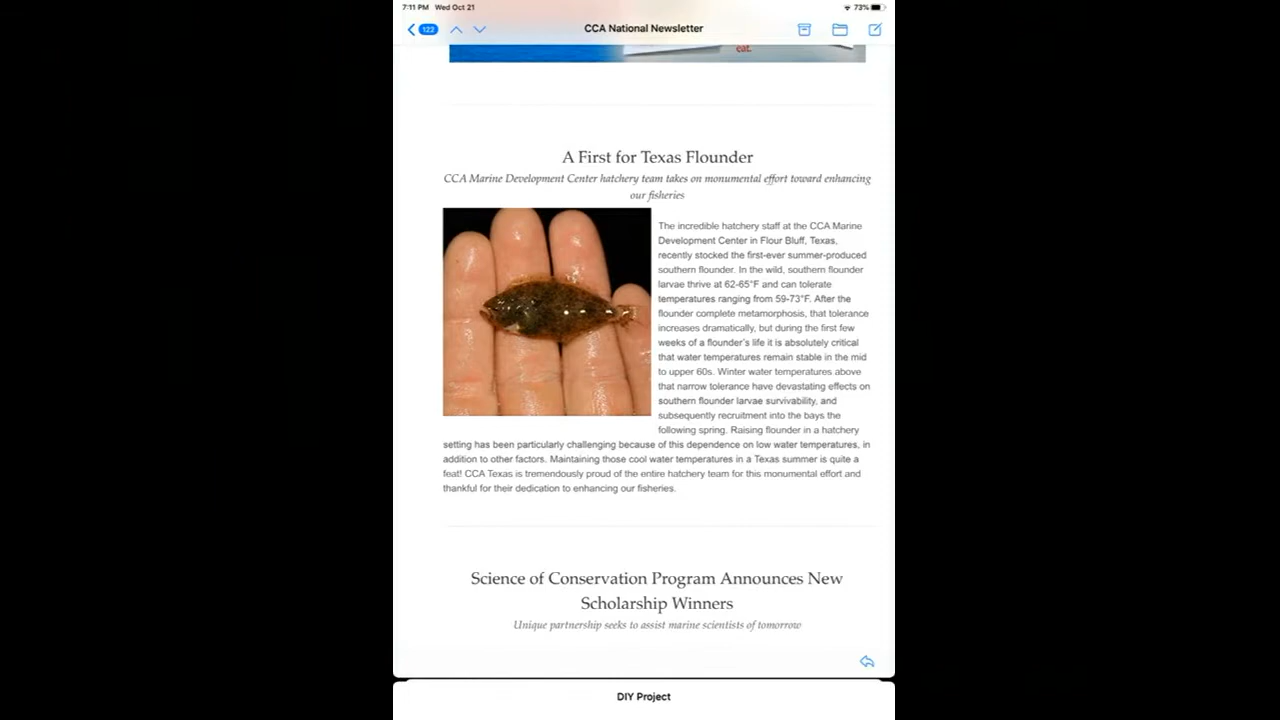 7:11 PM Wed Oct 21
73%
122
CCA National Newsletter
eat.
A First for Texas Flounder
CCA Marine Development Center hatchery team takes on monumental effort toward enhancing
our fisheries
The incredible hatchery staff at the CCA Marine
Development Center in Flour Bluff, Texas,
recently stocked the first-ever summer-produced
southern flounder. In the wild, southern flounder
larvae thrive at 62-65°F and can tolerate
temperatures ranging from 59-73°F. After the
flounder complete metamorphosis, that tolerance
increases dramatically, but during the first few
weeks of a flounder's life it is absolutely critical
that water temperatures remain stable in the mid
to upper 60s. Winter water temperatures above
that narrow tolerance have devastating effects on
southern flounder larvae survivability, and
subsequently recruitment into the bays the
following spring. Raising flounder in a hatchery
setting has been particularly challenging because of this dependence on low water temperatures, in
addition to other factors. Maintaining those cool water temperatures in a Texas summer is quite a
feat! CCA Texas is tremendously proud of the entire hatchery team for this monumental effort and
thankful for their dedication to enhancing our fisheries.
Science of Conservation Program Announces New
Scholarship Winners
Unique partnership seeks to assist marine scientists of tomorrow
DIY Project